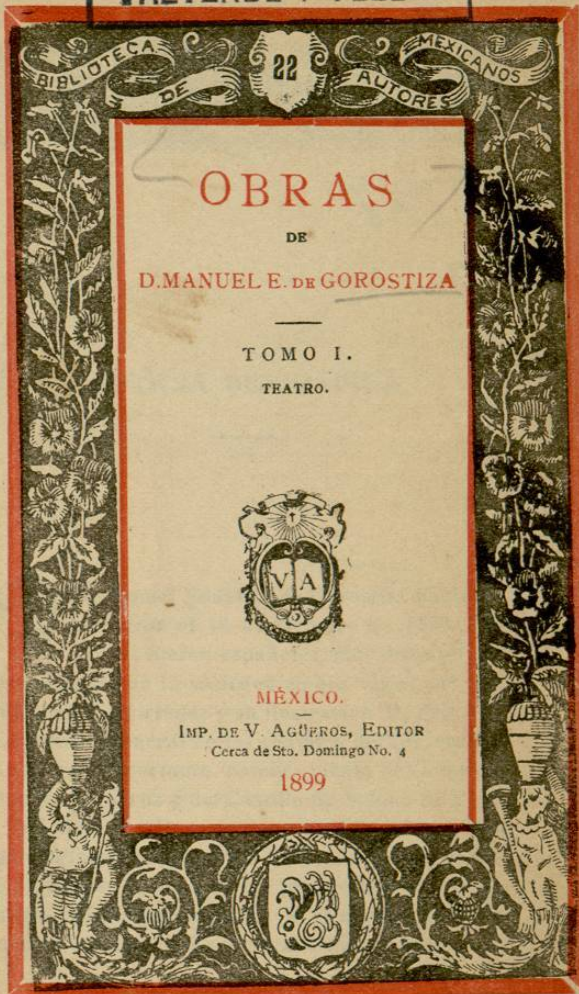 BIBLIOTECA DE AUTORES MEXICANOS
22
OBRAS
DE
D. MANUEL E. DE GOROSTIZA
TOMO I.
TEATRO.
V A
MÉXICO.
IMP. DE V. AGÜEROS, EDITOR
Cerca de Sto. Domingo No. 4
1899